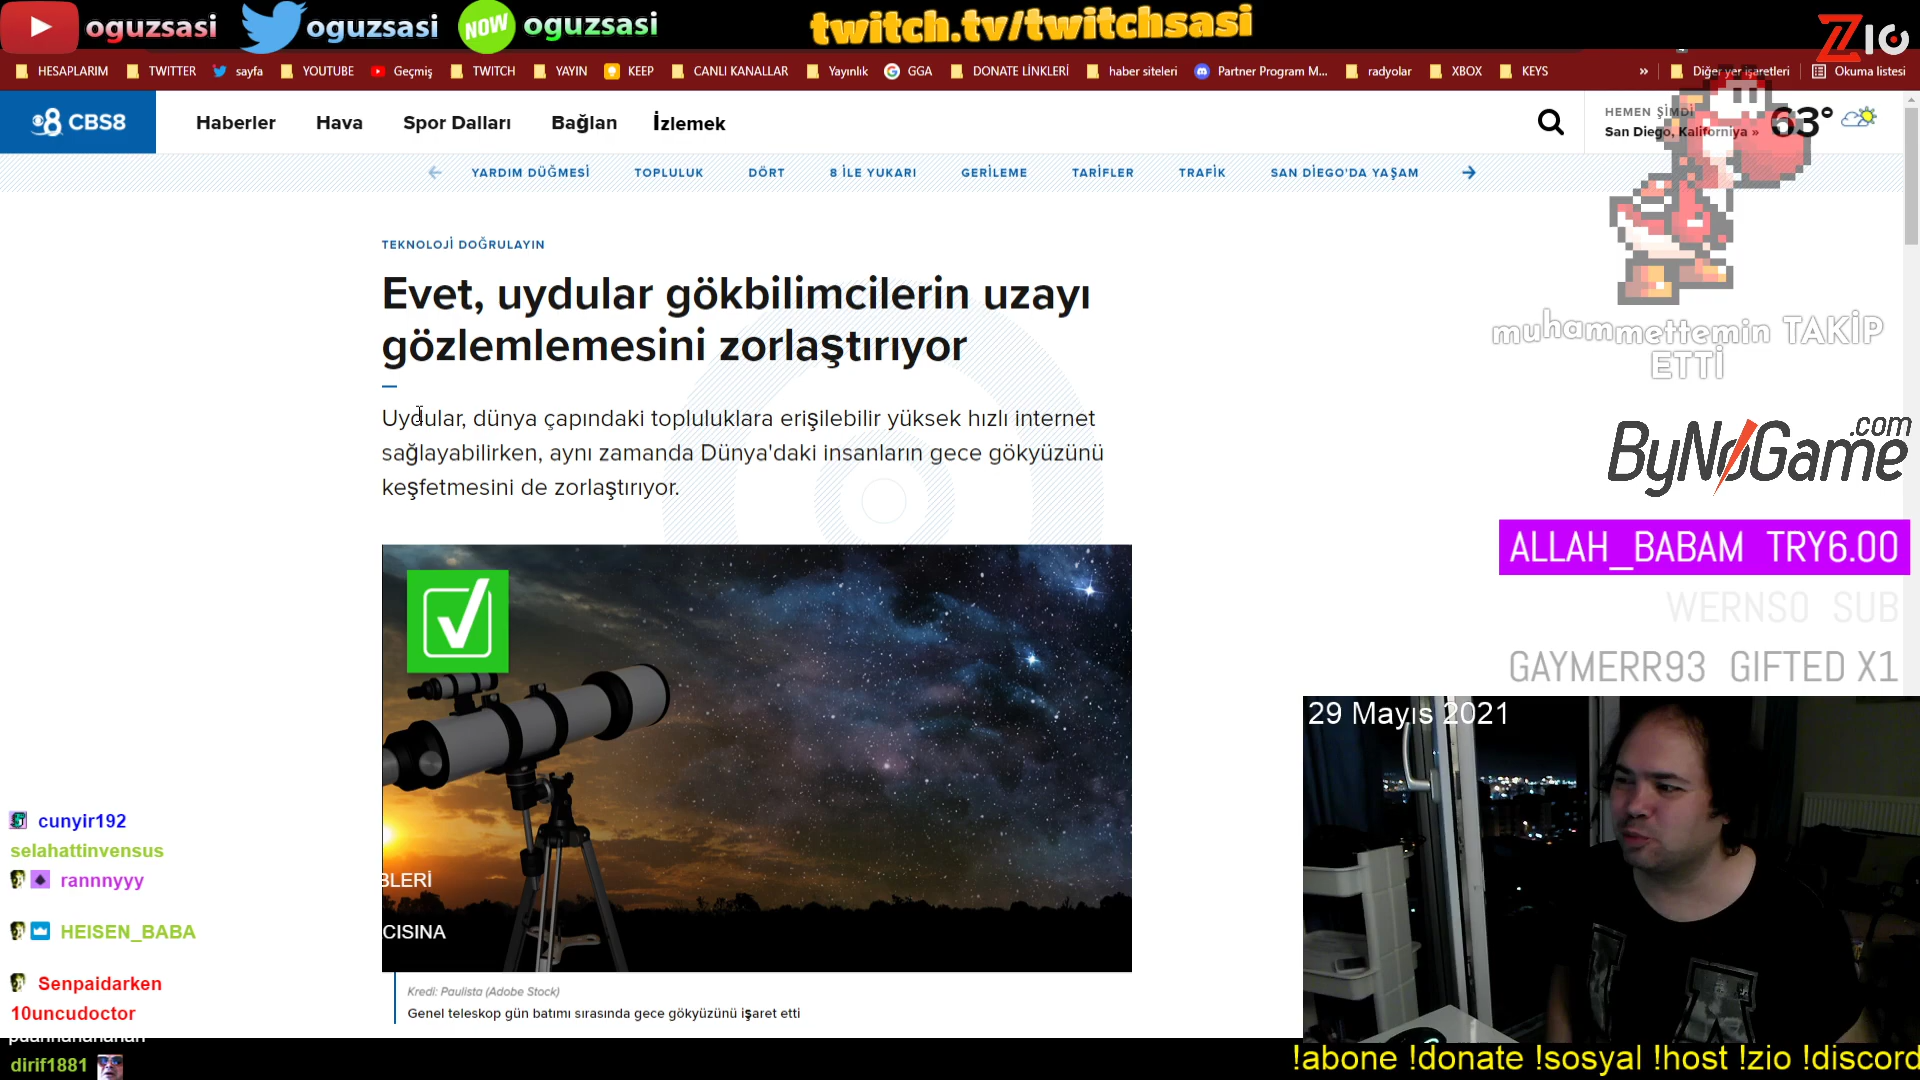 oguzsasi oguzsasi NOW oguzsasi twitch.tv/twitchsasi ZIO
HESAPLARIM TWITTER sayfa YOUTUBE Geçmiş TWITCH YAYIN KEEP CANLI KANALLAR Yayınlık GGA DONATE LİNKLERİ haber siteleri Partner Program M... radyolar XBOX KEYS » Diğer yer işaretleri Okuma listesi
8 CBS8 Haberler Hava Spor Dalları Bağlan İzlemek
HEMEN ŞİMDİ
San Diego, Kaliforniya » 63°
YARDIM DÜĞMESİ TOPLULUK DÖRT 8 İLE YUKARI GERİLEME TARİFLER TRAFİK SAN DİEGO'DA YAŞAM
TEKNOLOJİ DOĞRULAYIN
Evet, uydular gökbilimcilerin uzayı
gözlemlemesini zorlaştırıyor
Uydular, dünya çapındaki topluluklara erişilebilir yüksek hızlı internet
sağlayabilirken, aynı zamanda Dünya'daki insanların gece gökyüzünü
keşfetmesini de zorlaştırıyor.
BLERİ
CISINA
Kredi: Paulista (Adobe Stock)
Genel teleskop gün batımı sırasında gece gökyüzünü işaret etti
muhammettemin TAKİP
ETTİ
ByNoGame.com
ALLAH_BABAM TRY6.00
WERNS0 SUB
GAYMERR93 GIFTED X1
29 Mayıs 2021
cunyir192
selahattinvensus
rannnyyy
HEISEN_BABA
Senpaidarken
10uncudoctor
dirif1881
!abone !donate !sosyal !host !zio !discord